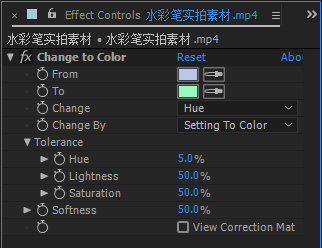 Effect Controls 水彩笔实拍素材.mp4
水彩笔实拍素材 • 水彩笔实拍素材.mp4
fx Change to Color Reset Abou
From
To
Change Hue
Change By Setting To Color
Tolerance
Hue 5.0%
Lightness 50.0%
Saturation 50.0%
Softness 50.0%
View Correction Mat